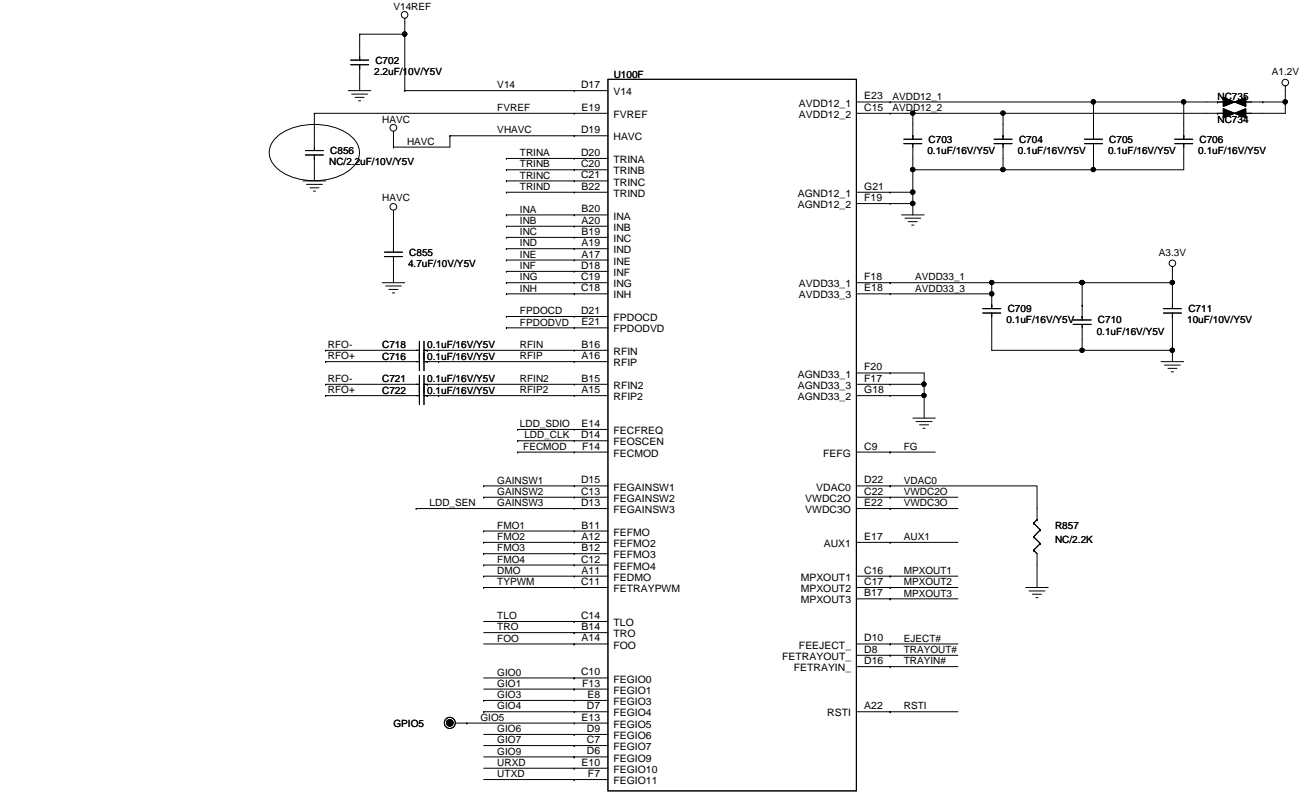 V14REF
C702
2.2uF/10V/Y5V
U100F
V14 D17 V14
FVREF E19 FVREF
HAVC
HAVC
VHAVC D19 HAVC
C856
NC/2.2uF/10V/Y5V
TRINA D20 TRINA
TRINB C20 TRINB
TRINC C21 TRINC
TRIND B22 TRIND
HAVC
C855
4.7uF/10V/Y5V
INA B20 INA
INB A20 INB
INC B19 INC
IND A19 IND
INE A17 INE
INF D18 INF
ING C19 ING
INH C18 INH
FPDOCD D21 FPDOCD
FPDODVD E21 FPDODVD
RFO- C718 0.1uF/16V/Y5V RFIN B16 RFIN
RFO+ C716 0.1uF/16V/Y5V RFIP A16 RFIP
RFO- C721 0.1uF/16V/Y5V RFIN2 B15 RFIN2
RFO+ C722 0.1uF/16V/Y5V RFIP2 A15 RFIP2
LDD_SDIO E14 FECFREQ
LDD_CLK D14 FEOSCEN
FECMOD F14 FECMOD
GAINSW1 D15 FEGAINSW1
GAINSW2 C13 FEGAINSW2
LDD_SEN GAINSW3 D13 FEGAINSW3
FMO1 B11 FEFMO
FMO2 A12 FEFMO2
FMO3 B12 FEFMO3
FMO4 C12 FEFMO4
DMO A11 FEDMO
TYPWM C11 FETRAYPWM
TLO C14 TLO
TRO B14 TRO
FOO A14 FOO
GIO0 C10 FEGIO0
GIO1 F13 FEGIO1
GIO3 E8 FEGIO3
GIO4 D7 FEGIO4
GPIO5 GIO5 E13 FEGIO5
GIO6 D9 FEGIO6
GIO7 C7 FEGIO7
GIO9 D6 FEGIO9
URXD E10 FEGIO10
UTXD F7 FEGIO11
A1.2V
AVDD12_1 E23 AVDD12_1 NC735
AVDD12_2 C15 AVDD12_2 NC734
C703
0.1uF/16V/Y5V
C704
0.1uF/16V/Y5V
C705
0.1uF/16V/Y5V
C706
0.1uF/16V/Y5V
AGND12_1 G21
AGND12_2 F19
A3.3V
AVDD33_1 F18 AVDD33_1
AVDD33_3 E18 AVDD33_3
C709
0.1uF/16V/Y5V
C710
0.1uF/16V/Y5V
C711
10uF/10V/Y5V
AGND33_1 F20
AGND33_3 F17
AGND33_2 G18
FEFG C9 FG
VDAC0 D22 VDAC0
VWDC2O C22 VWDC2O
VWDC3O E22 VWDC3O
R857
NC/2.2K
AUX1 E17 AUX1
MPXOUT1 C16 MPXOUT1
MPXOUT2 C17 MPXOUT2
MPXOUT3 B17 MPXOUT3
FEEJECT_ D10 EJECT#
FETRAYOUT_ D8 TRAYOUT#
FETRAYIN_ D16 TRAYIN#
RSTI A22 RSTI